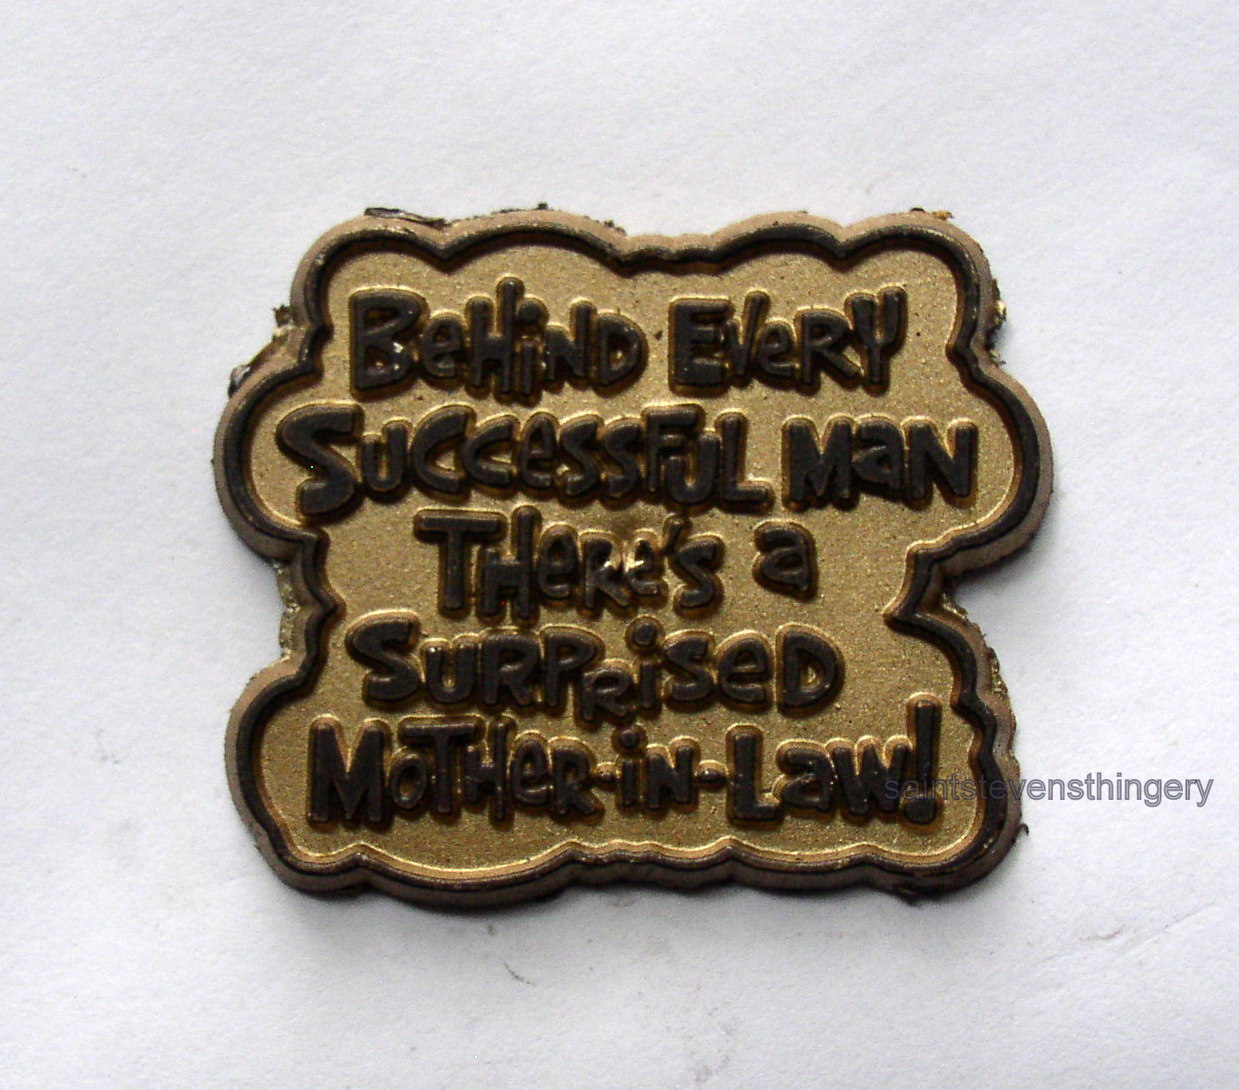 BeHiND EVeRY
SUCCeSSFUL MaN
THeRe'S a
SURPRiSeD
MOTHeR-iN-LaW!
saintstevensthingery